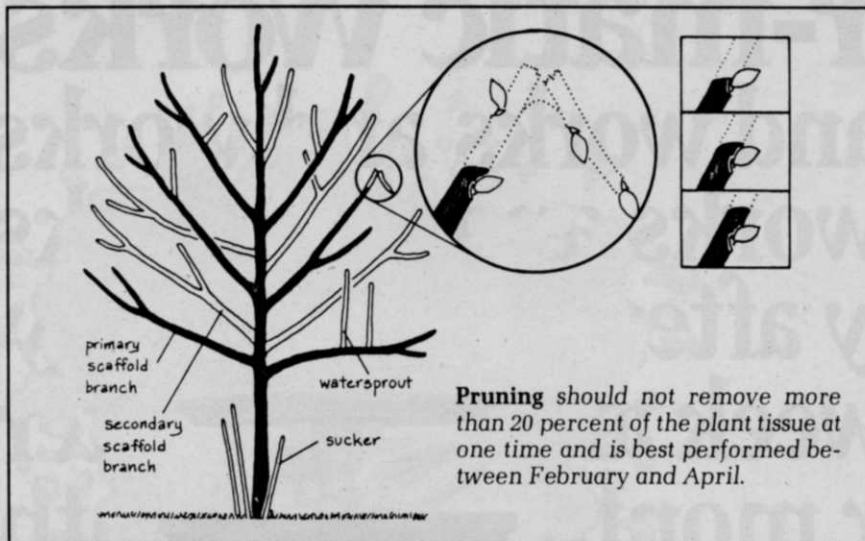 primary
scaffold
branch
secondary
scaffold
branch
watersprout
sucker
Pruning should not remove more
than 20 percent of the plant tissue at
one time and is best performed be-
tween February and April.